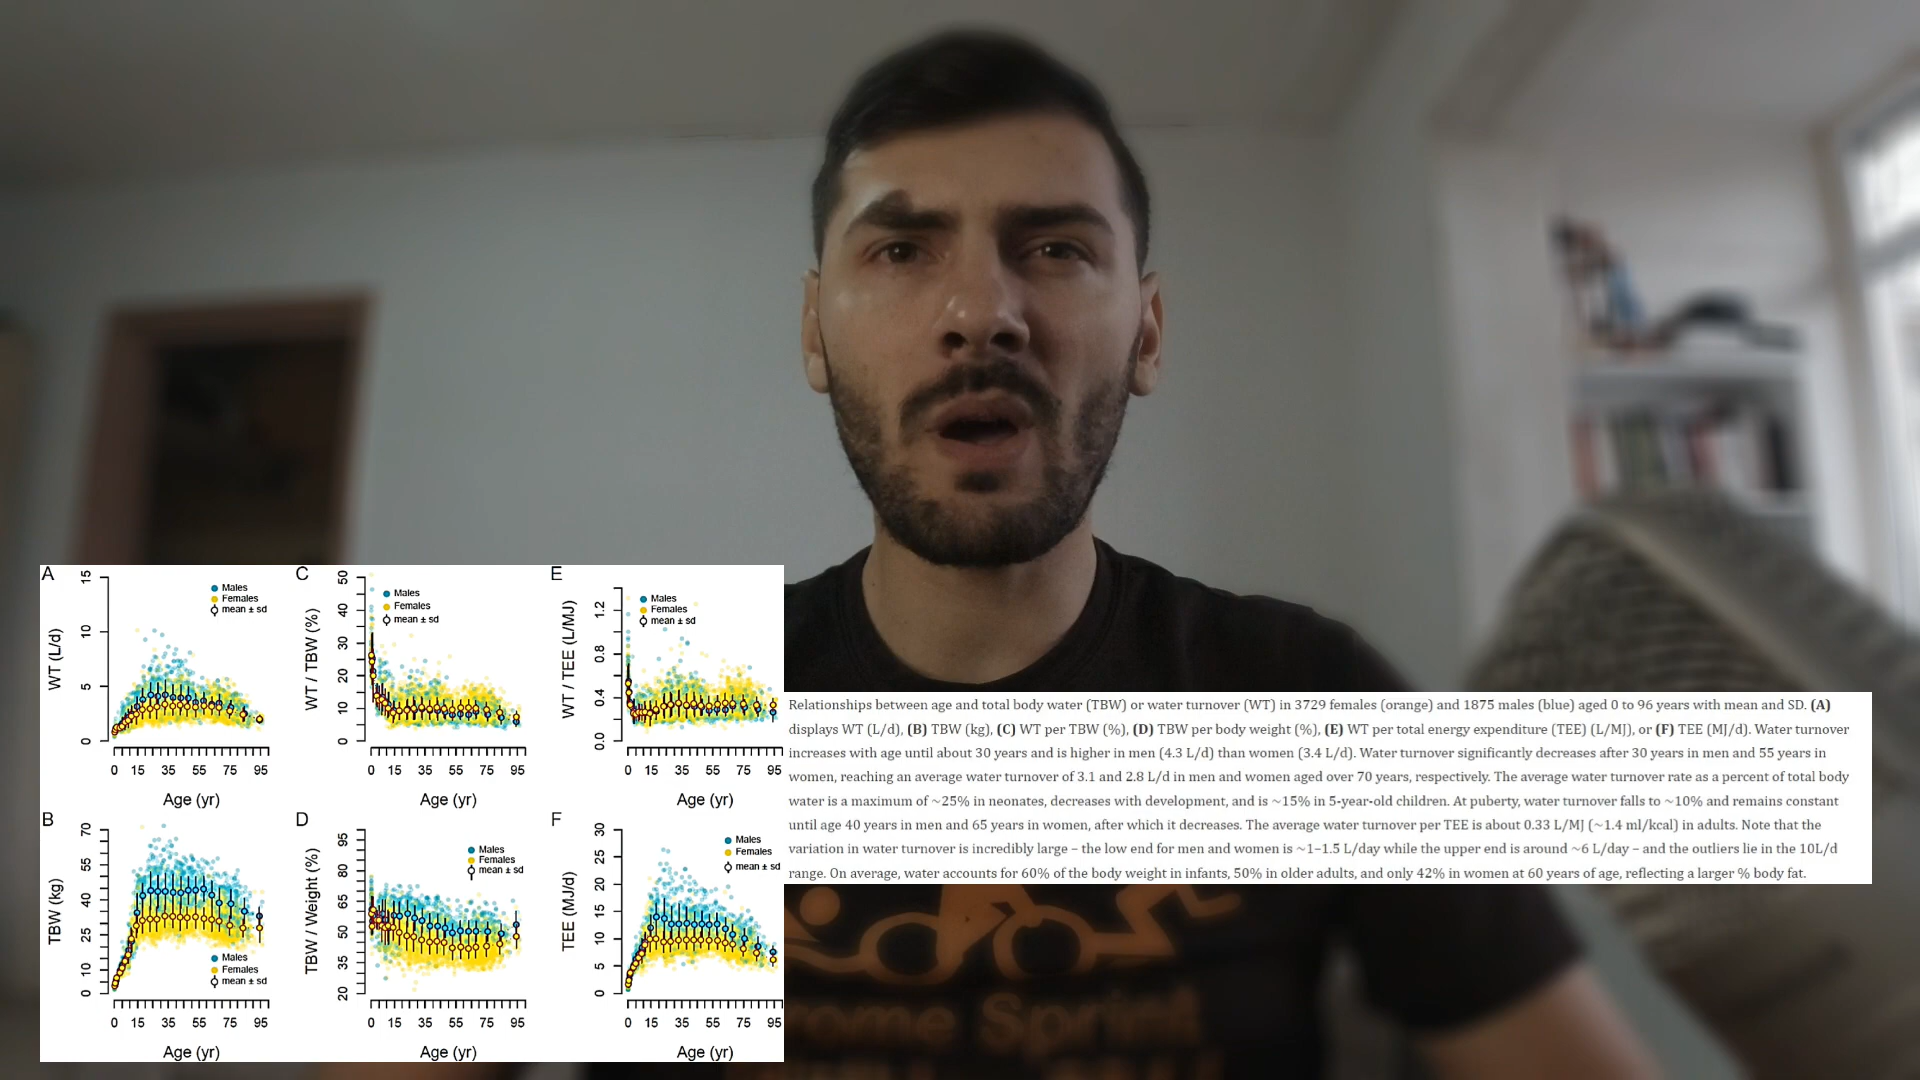 A
15
10
5
0
WT (L/d)
Males
Females
mean ± sd
0 15 35 55 75 95
Age (yr)
C
50
40
30
20
10
0
WT / TBW (%)
Males
Females
mean ± sd
0 15 35 55 75 95
Age (yr)
E
1.2
0.8
0.4
0.0
WT / TEE (L/MJ)
Males
Females
mean ± sd
0 15 35 55 75 95
Age (yr)
B
70
55
40
25
10
0
TBW (kg)
Males
Females
mean ± sd
0 15 35 55 75 95
Age (yr)
D
95
80
65
50
35
20
TBW / Weight (%)
Males
Females
mean ± sd
0 15 35 55 75 95
Age (yr)
F
30
25
20
15
10
5
0
TEE (MJ/d)
Males
Females
mean ± sd
0 15 35 55 75 95
Age (yr)
Relationships between age and total body water (TBW) or water turnover (WT) in 3729 females (orange) and 1875 males (blue) aged 0 to 96 years with mean and SD. (A)
displays WT (L/d), (B) TBW (kg), (C) WT per TBW (%), (D) TBW per body weight (%), (E) WT per total energy expenditure (TEE) (L/MJ), or (F) TEE (MJ/d). Water turnover
increases with age until about 30 years and is higher in men (4.3 L/d) than women (3.4 L/d). Water turnover significantly decreases after 30 years in men and 55 years in
women, reaching an average water turnover of 3.1 and 2.8 L/d in men and women aged over 70 years, respectively. The average water turnover rate as a percent of total body
water is a maximum of ~25% in neonates, decreases with development, and is ~15% in 5-year-old children. At puberty, water turnover falls to ~10% and remains constant
until age 40 years in men and 65 years in women, after which it decreases. The average water turnover per TEE is about 0.33 L/MJ (~1.4 ml/kcal) in adults. Note that the
variation in water turnover is incredibly large – the low end for men and women is ~1–1.5 L/day while the upper end is around ~6 L/day – and the outliers lie in the 10L/d
range. On average, water accounts for 60% of the body weight in infants, 50% in older adults, and only 42% in women at 60 years of age, reflecting a larger % body fat.
rome Sprint